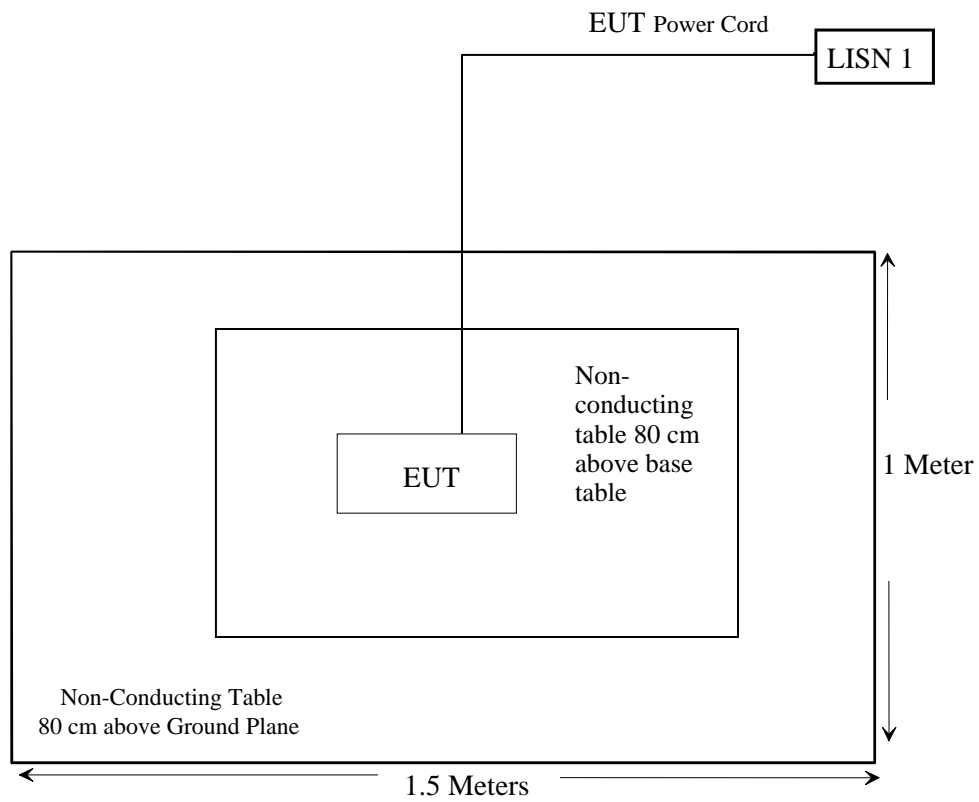 EUT Power Cord
LISN 1
Non-
conducting
table 80 cm
above base
table
EUT
1 Meter
Non-Conducting Table
80 cm above Ground Plane
1.5 Meters